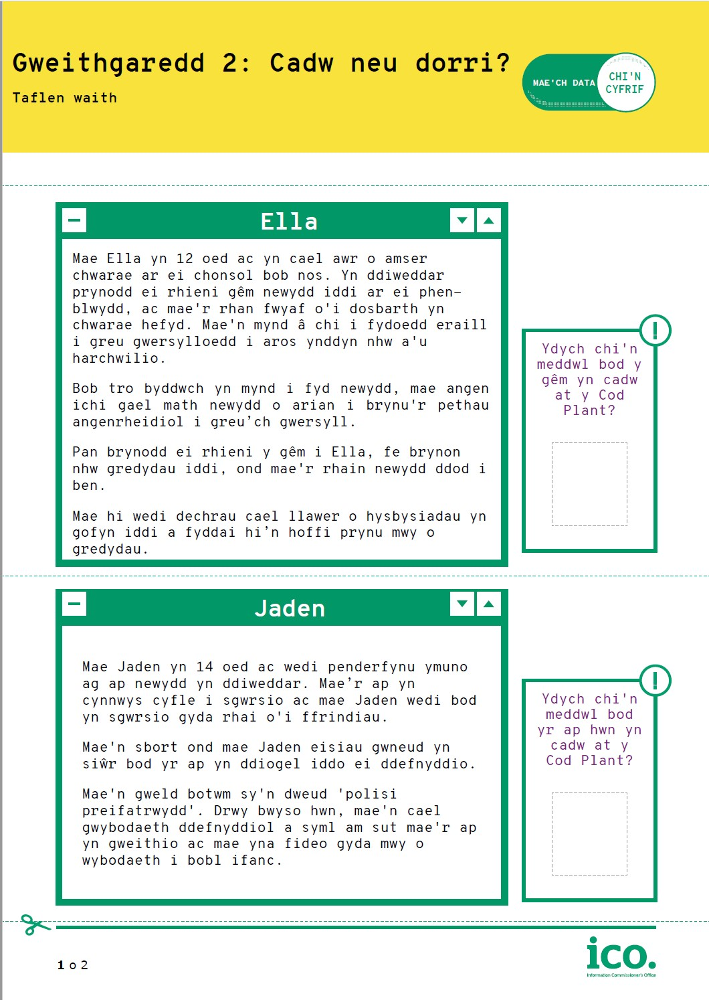 Gweithgaredd 2: Cadw neu dorri?
Taflen waith
MAE'CH DATA
CHI'N
CYFRIF
Ella
Mae Ella yn 12 oed ac yn cael awr o amser
chwarae ar ei chonsol bob nos. Yn ddiweddar
prynodd ei rhieni gêm newydd iddi ar ei phen-
blwydd, ac mae'r rhan fwyaf o'i dosbarth yn
chwarae hefyd. Mae'n mynd â chi i fydoedd eraill
i greu gwersylloedd i aros ynddyn nhw a'u
harchwilio.
Bob tro byddwch yn mynd i fyd newydd, mae angen
ichi gael math newydd o arian i brynu'r pethau
angenrheidiol i greu’ch gwersyll.
Pan brynodd ei rhieni y gêm i Ella, fe brynon
nhw gredydau iddi, ond mae'r rhain newydd ddod i
ben.
Mae hi wedi dechrau cael llawer o hysbysiadau yn
gofyn iddi a fyddai hi’n hoffi prynu mwy o
gredydau.
!
Ydych chi'n
meddwl bod y
gêm yn cadw
at y Cod
Plant?
Jaden
Mae Jaden yn 14 oed ac wedi penderfynu ymuno
ag ap newydd yn ddiweddar. Mae’r ap yn
cynnwys cyfle i sgwrsio ac mae Jaden wedi bod
yn sgwrsio gyda rhai o'i ffrindiau.
Mae'n sbort ond mae Jaden eisiau gwneud yn
siŵr bod yr ap yn ddiogel iddo ei ddefnyddio.
Mae'n gweld botwm sy'n dweud 'polisi
preifatrwydd'. Drwy bwyso hwn, mae'n cael
gwybodaeth ddefnyddiol a syml am sut mae'r ap
yn gweithio ac mae yna fideo gyda mwy o
wybodaeth i bobl ifanc.
!
Ydych chi'n
meddwl bod
yr ap hwn yn
cadw at y
Cod Plant?
1 o 2
ico.
Information Commissioner's Office